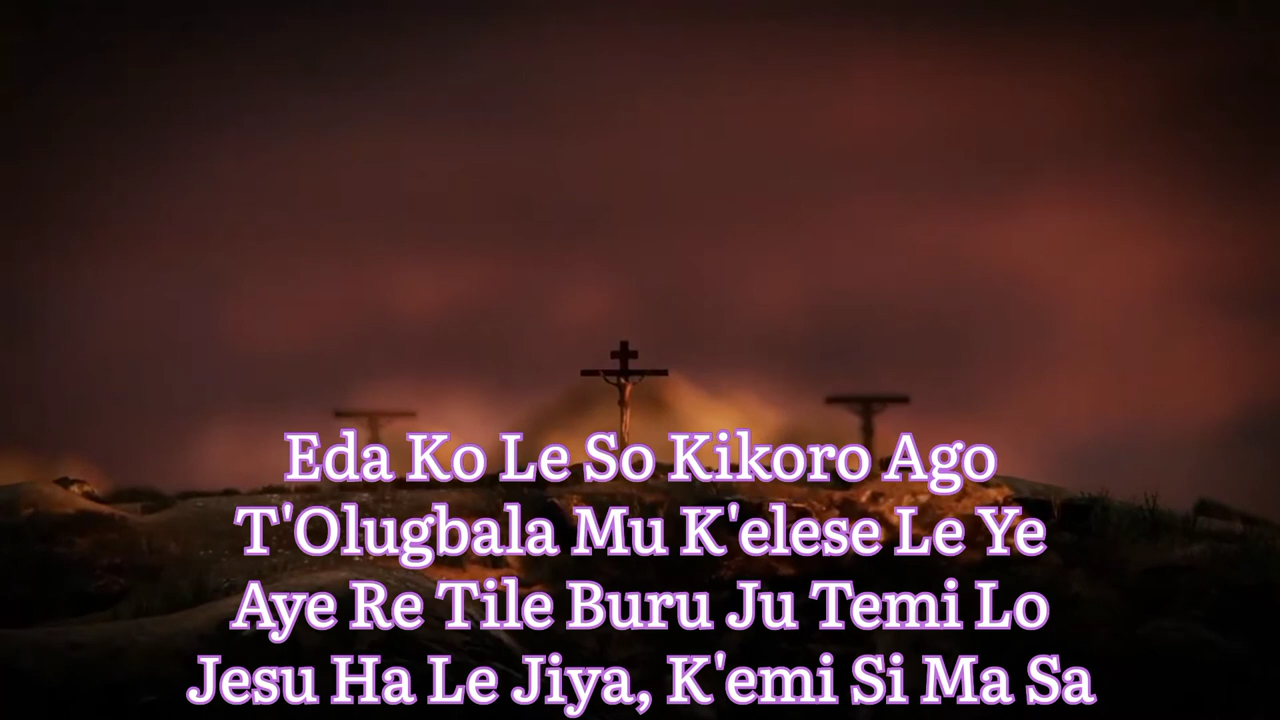 Eda Ko Le So Kikoro Ago
T'Olugbala Mu K'elese Le Ye
Aye Re Tile Buru Ju Temi Lo
Jesu Ha Le Jiya, K'emi Si Ma Sa